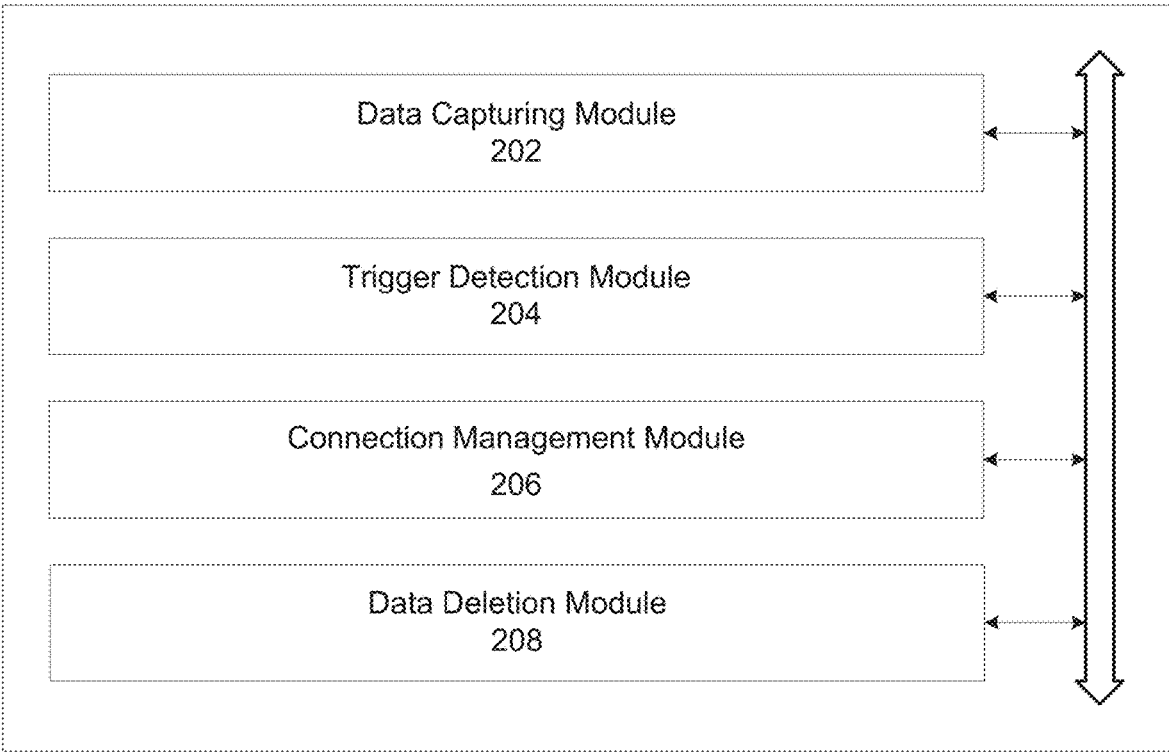 Data Capturing Module
202
Trigger Detection Module
204
Connection Management Module
206
Data Deletion Module
208